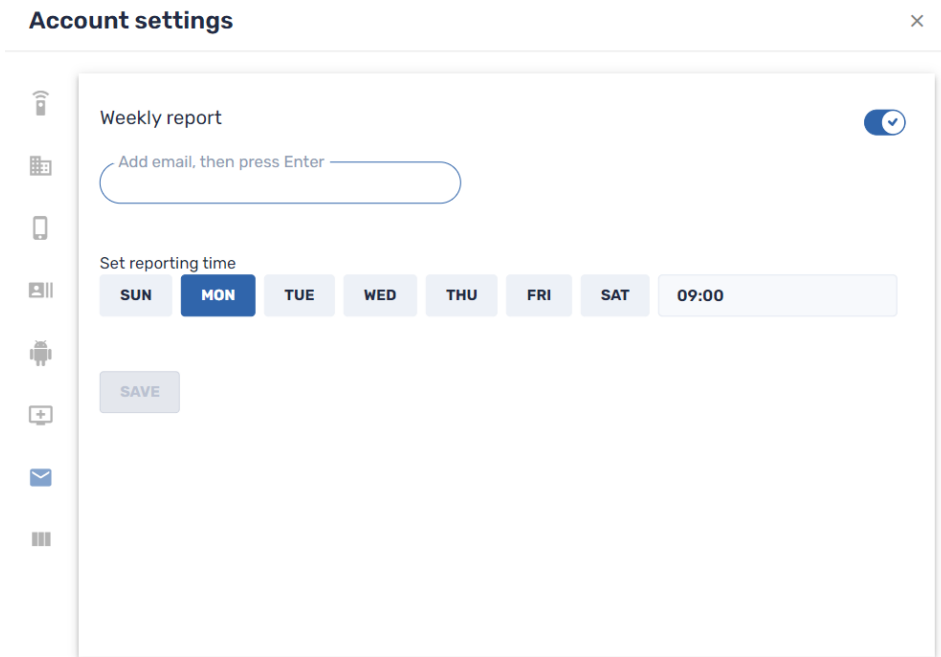 Account settings
Weekly report
Add email, then press Enter
Set reporting time
SUN MON TUE WED THU FRI SAT 09:00
SAVE